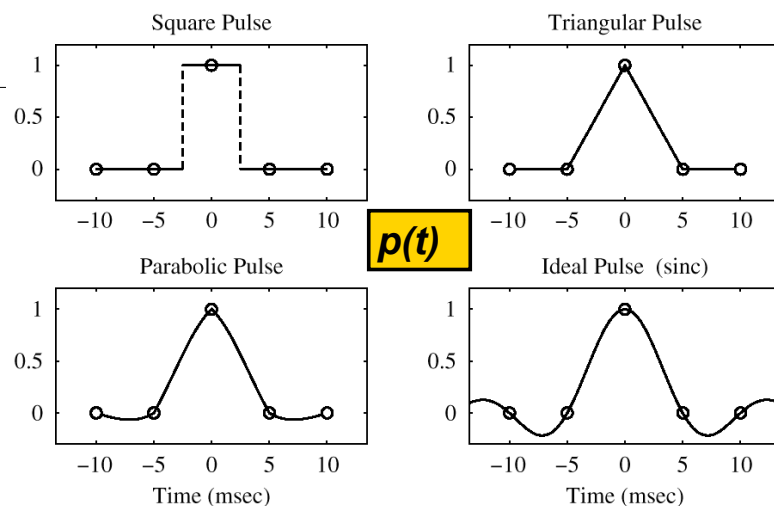 Square Pulse
1
0.5
0
−10 −5 0 5 10
Triangular Pulse
1
0.5
0
−10 −5 0 5 10
p(t)
Parabolic Pulse
1
0.5
0
−10 −5 0 5 10
Time (msec)
Ideal Pulse (sinc)
1
0.5
0
−10 −5 0 5 10
Time (msec)